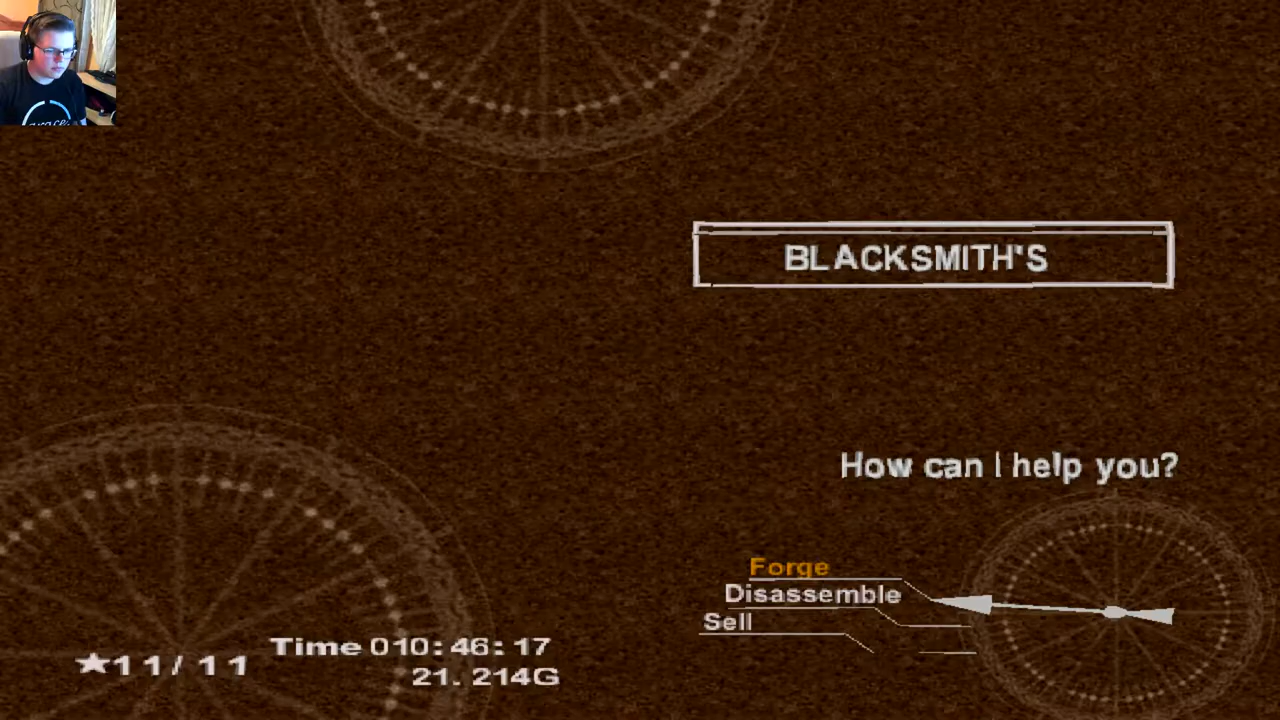 BLACKSMITH'S
How can I help you?
Forge
Disassemble
Sell
Time 010:46:17
★11/11
21. 214G